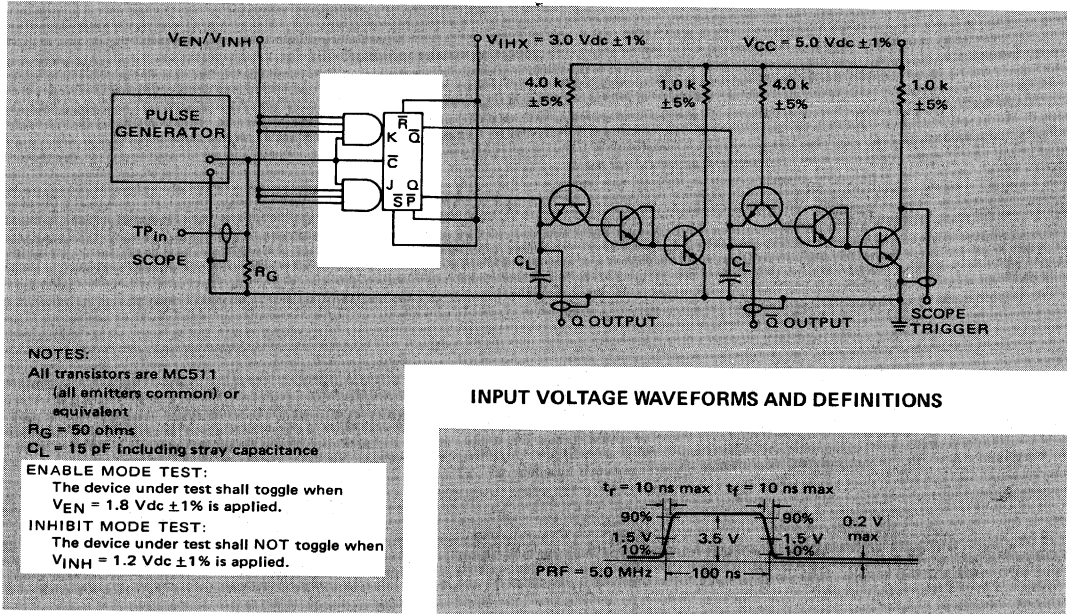 VEN/VINH
VIHX = 3.0 Vdc ±1%
VCC = 5.0 Vdc ±1%
4.0 k
±5%
1.0 k
±5%
4.0 k
±5%
1.0 k
±5%
PULSE
GENERATOR
R̅
K Q̅
C̅
J Q
S̅ P̅
TPin
SCOPE
RG
CL
CL
Q OUTPUT
Q̅ OUTPUT
SCOPE
TRIGGER
NOTES:
All transistors are MC511
(all emitters common) or
equivalent
RG = 50 ohms
CL = 15 pF including stray capacitance
ENABLE MODE TEST:
The device under test shall toggle when
VEN = 1.8 Vdc ±1% is applied.
INHIBIT MODE TEST:
The device under test shall NOT toggle when
VINH = 1.2 Vdc ±1% is applied.
INPUT VOLTAGE WAVEFORMS AND DEFINITIONS
tr = 10 ns max tf = 10 ns max
90% 90%
0.2 V
max
1.5 V 3.5 V 1.5 V
10% 10%
PRF = 5.0 MHz 100 ns